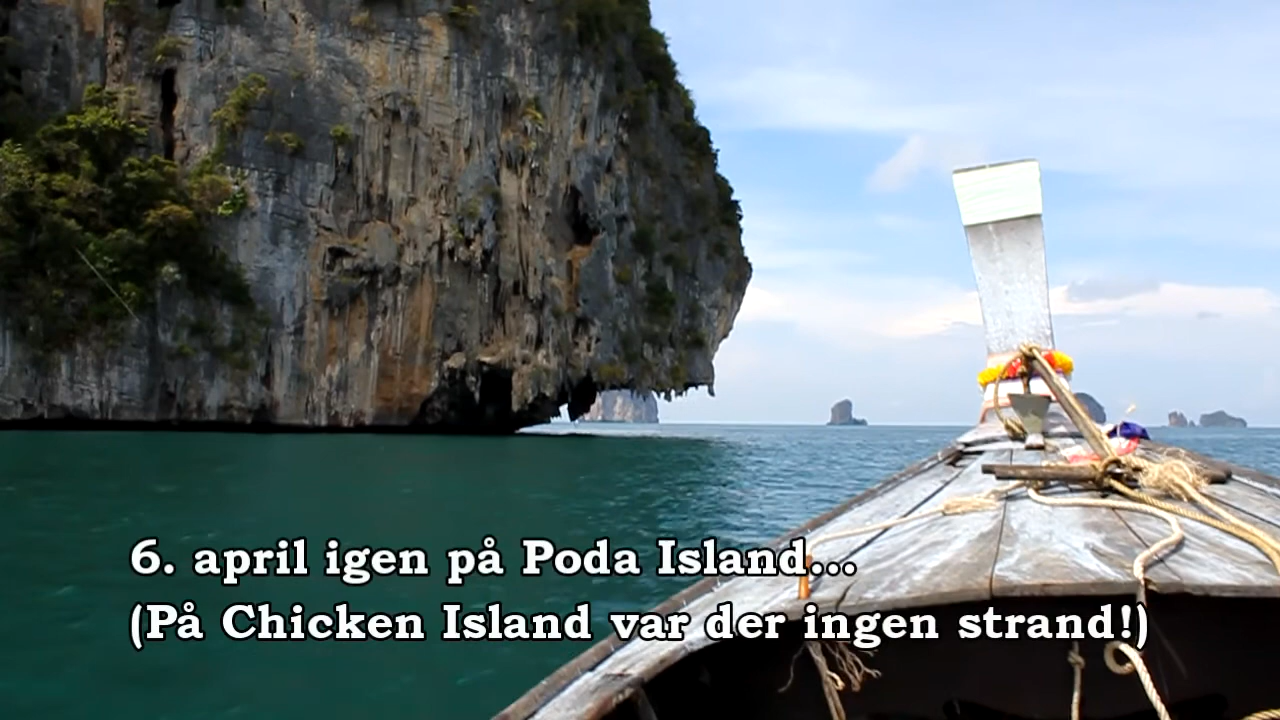 6. april igen på Poda Island...
(På Chicken Island var der ingen strand!)